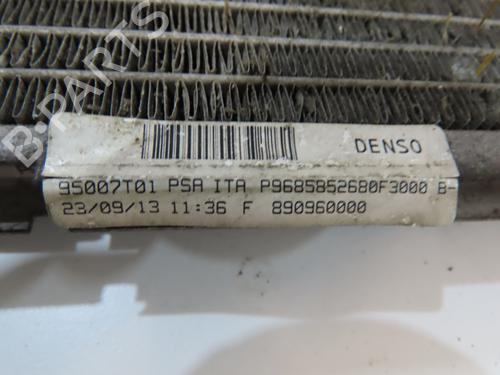 DENSO
95007T01 PSA ITA P9685852680F3000 B-
23/09/13 11:36 F 890960000
B-PARTS